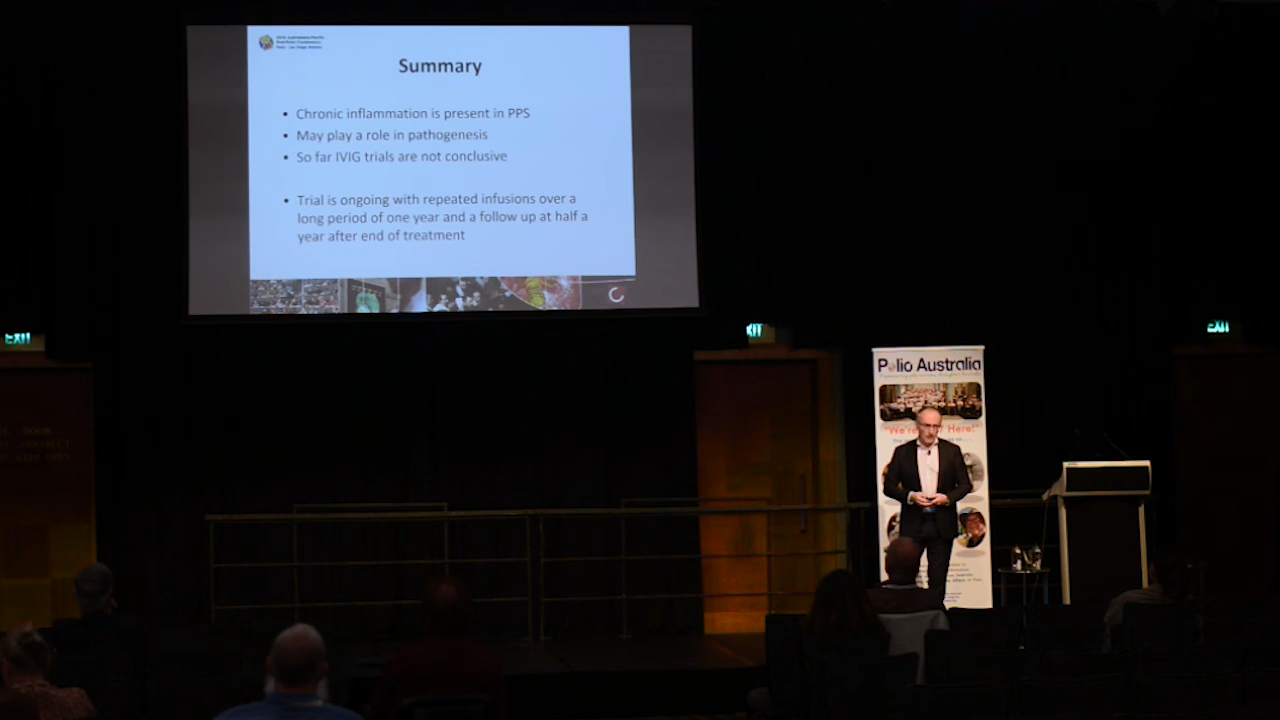 Summary
• Chronic inflammation is present in PPS
• May play a role in pathogenesis
• So far IVIG trials are not conclusive
• Trial is ongoing with repeated infusions over a
long period of one year and a follow up at half a
year after end of treatment
EXIT
EXIT
EXIT
Polio Australia
"We're Here!"